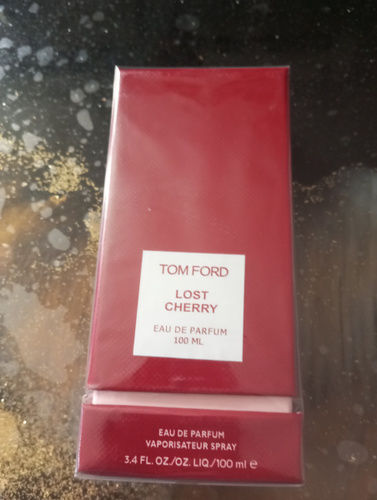 TOM FORD
LOST
CHERRY
EAU DE PARFUM
100 ML
EAU DE PARFUM
VAPORISATEUR SPRAY
3.4 FL. OZ./OZ. LIQ./100 ml ℮